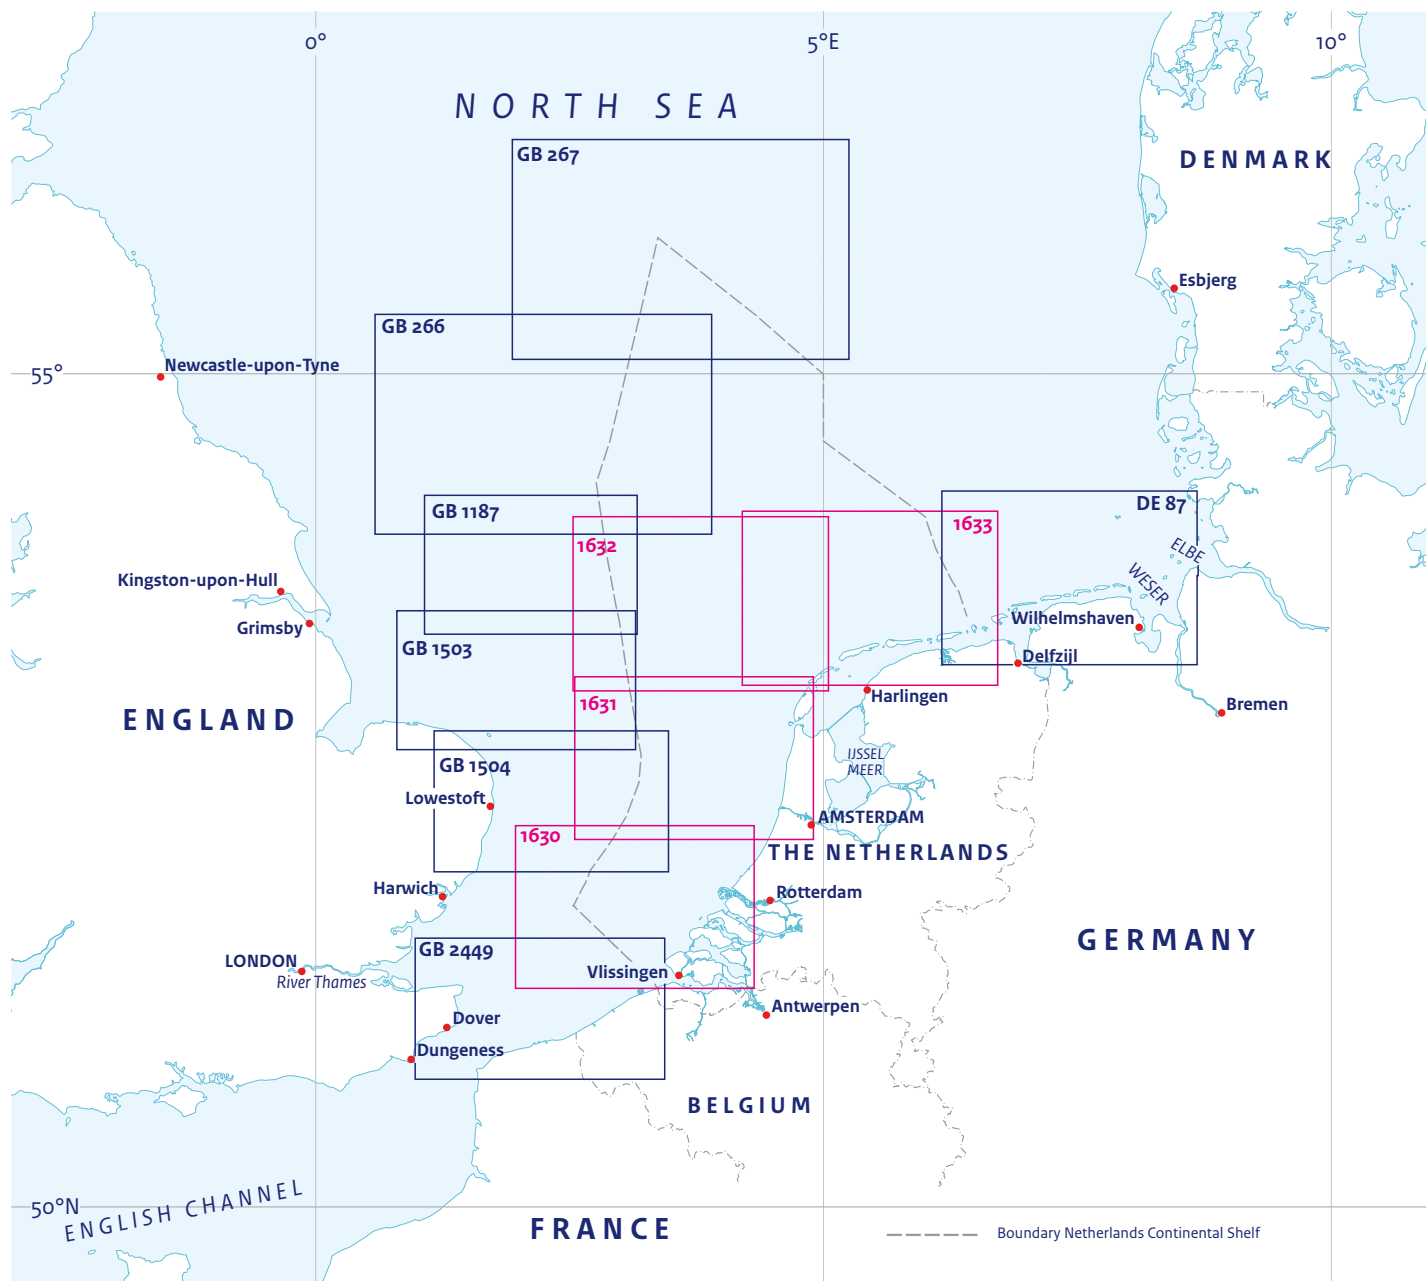 0°
5°E
10°
NORTH SEA
GB 267
DENMARK
Esbjerg
GB 266
Newcastle-upon-Tyne
55°
GB 1187
DE 87
1633
1632
ELBE
WESER
Kingston-upon-Hull
Grimsby
Wilhelmshaven
GB 1503
Delfzijl
Harlingen
1631
Bremen
ENGLAND
IJSSEL
MEER
GB 1504
Lowestoft
AMSTERDAM
1630
THE NETHERLANDS
Harwich
Rotterdam
GERMANY
GB 2449
LONDON
River Thames
Vlissingen
Antwerpen
Dover
Dungeness
BELGIUM
50°N
ENGLISH CHANNEL
FRANCE
Boundary Netherlands Continental Shelf